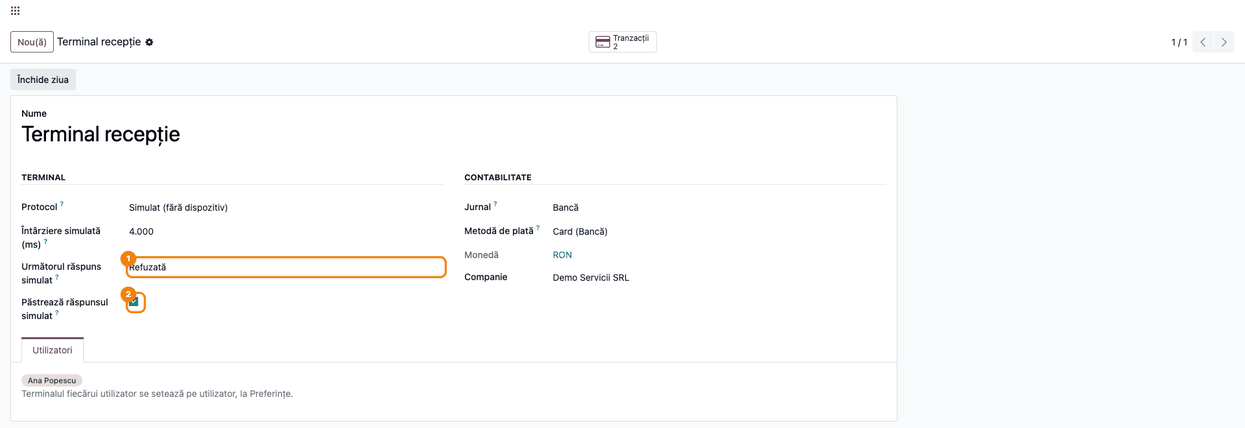 Nou(ă)
Terminal recepție
Tranzacții
2
1 / 1
Închide ziua
Nume
Terminal recepție
TERMINAL
Protocol ?
Simulat (fără dispozitiv)
Întârziere simulată
(ms) ?
4.000
Următorul răspuns
simulat ?
1
Refuzată
Păstrează răspunsul
simulat ?
2
CONTABILITATE
Jurnal ?
Bancă
Metodă de plată ?
Card (Bancă)
Monedă
RON
Companie
Demo Servicii SRL
Utilizatori
Ana Popescu
Terminalul fiecărui utilizator se setează pe utilizator, la Preferințe.